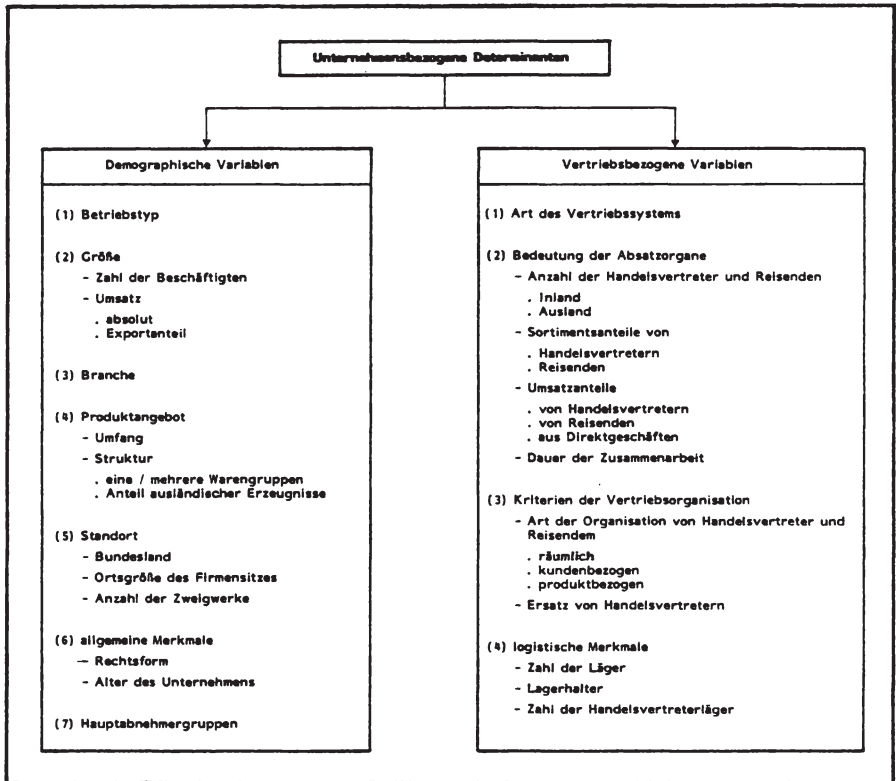 Unternehmensbezogene Determinanten
Demographische Variablen
(1) Betriebstyp
(2) Größe
- Zahl der Beschäftigten
- Umsatz
. absolut
. Exportanteil
(3) Branche
(4) Produktangebot
- Umfang
- Struktur
. eine / mehrere Warengruppen
. Anteil ausländischer Erzeugnisse
(5) Standort
- Bundesland
- Ortsgröße des Firmensitzes
- Anzahl der Zweigwerke
(6) allgemeine Merkmale
- Rechtsform
- Alter des Unternehmens
(7) Hauptabnehmergruppen
Vertriebsbezogene Variablen
(1) Art des Vertriebssystems
(2) Bedeutung der Absatzorgane
- Anzahl der Handelsvertreter und Reisenden
. Inland
. Ausland
- Sortimentsanteile von
. Handelsvertretern
. Reisenden
- Umsatzanteile
. von Handelsvertretern
. von Reisenden
. aus Direktgeschäften
- Dauer der Zusammenarbeit
(3) Kriterien der Vertriebsorganisation
- Art der Organisation von Handelsvertreter und
Reisendem
. räumlich
. kundenbezogen
. produktbezogen
- Ersatz von Handelsvertretern
(4) logistische Merkmale
- Zahl der Läger
- Lagerhalter
- Zahl der Handelsvertreterläger